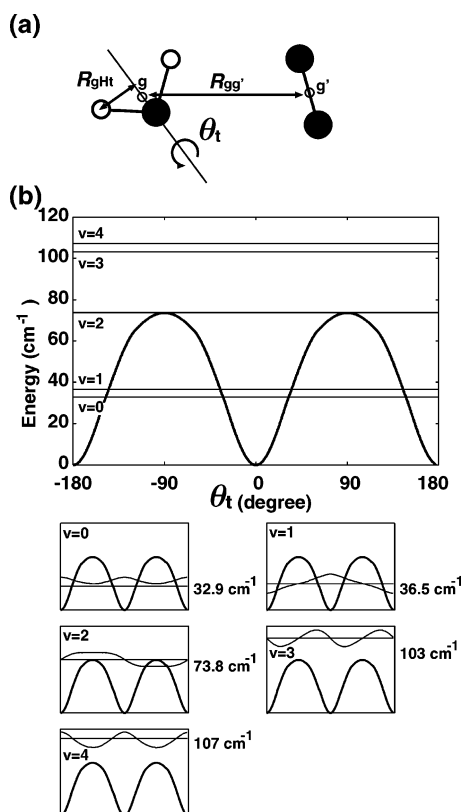 (a)
RgHt
g
Rgg'
g'
θt
(b)
120
v=4
100
v=3
80
v=2
60
Energy (cm-1)
40
v=1
v=0
20
0
-180 -90 0 90 180
θt (degree)
v=0
32.9 cm-1
v=1
36.5 cm-1
v=2
73.8 cm-1
v=3
103 cm-1
v=4
107 cm-1